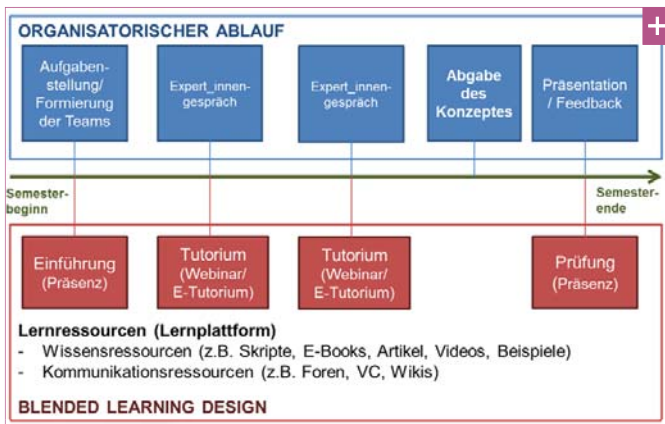 ORGANISATORISCHER ABLAUF
+
Aufgaben-
stellung/
Formierung
der Teams
Expert_innen-
gespräch
Expert_innen-
gespräch
Abgabe
des
Konzeptes
Präsentation
/ Feedback
Semester-
beginn
Semester-
ende
Einführung
(Präsenz)
Tutorium
(Webinar/
E-Tutorium)
Tutorium
(Webinar/
E-Tutorium)
Prüfung
(Präsenz)
Lernressourcen (Lernplattform)
- Wissensressourcen (z.B. Skripte, E-Books, Artikel, Videos, Beispiele)
- Kommunikationsressourcen (z.B. Foren, VC, Wikis)
BLENDED LEARNING DESIGN